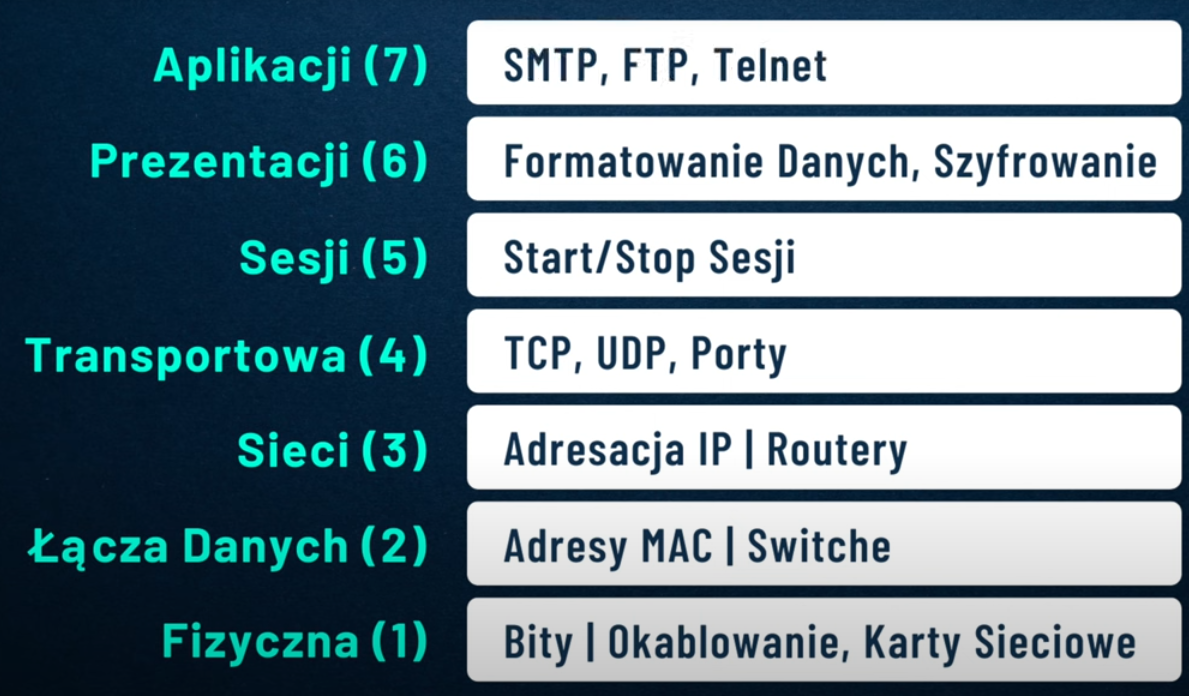 Aplikacji (7) SMTP, FTP, Telnet
Prezentacji (6) Formatowanie Danych, Szyfrowanie
Sesji (5) Start/Stop Sesji
Transportowa (4) TCP, UDP, Porty
Sieci (3) Adresacja IP | Routery
Łącza Danych (2) Adresy MAC | Switche
Fizyczna (1) Bity | Okablowanie, Karty Sieciowe